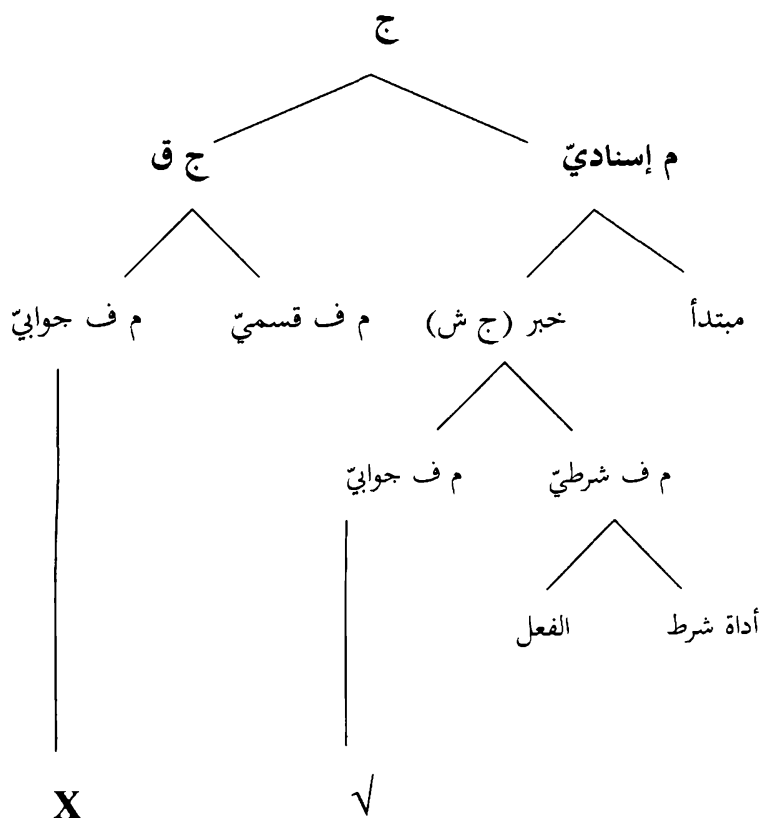 ج
م إسناديّ ج ق
مبتدأ خبر (ج ش) م ف قسميّ م ف جوابيّ
م ف شرطيّ م ف جوابيّ
أداة شرط الفعل
√ X